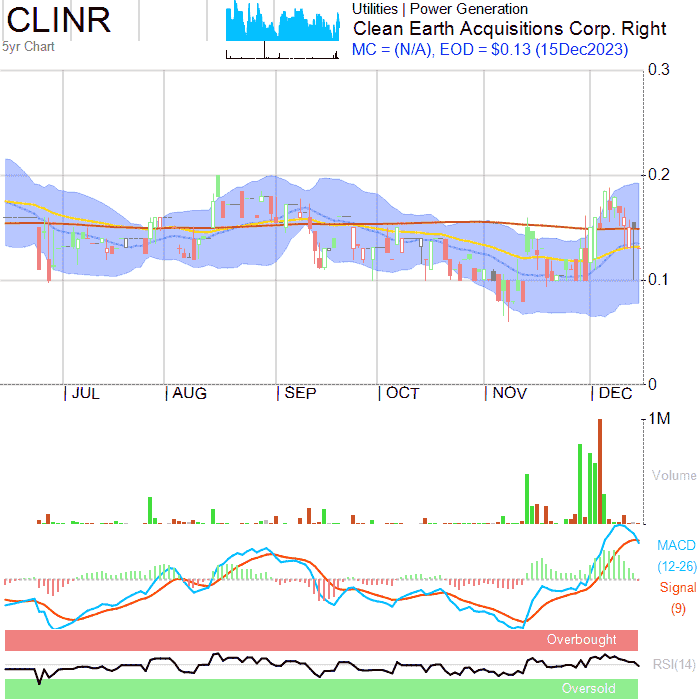 CLINR
5yr Chart
Utilities | Power Generation
Clean Earth Acquisitions Corp. Right
MC = (N/A), EOD = $0.13 (15Dec2023)
0.3
0.2
0.1
0
JUL AUG SEP OCT NOV DEC
1M
Volume
MACD
(12-26)
Signal
(9)
Overbought
RSI(14)
Oversold